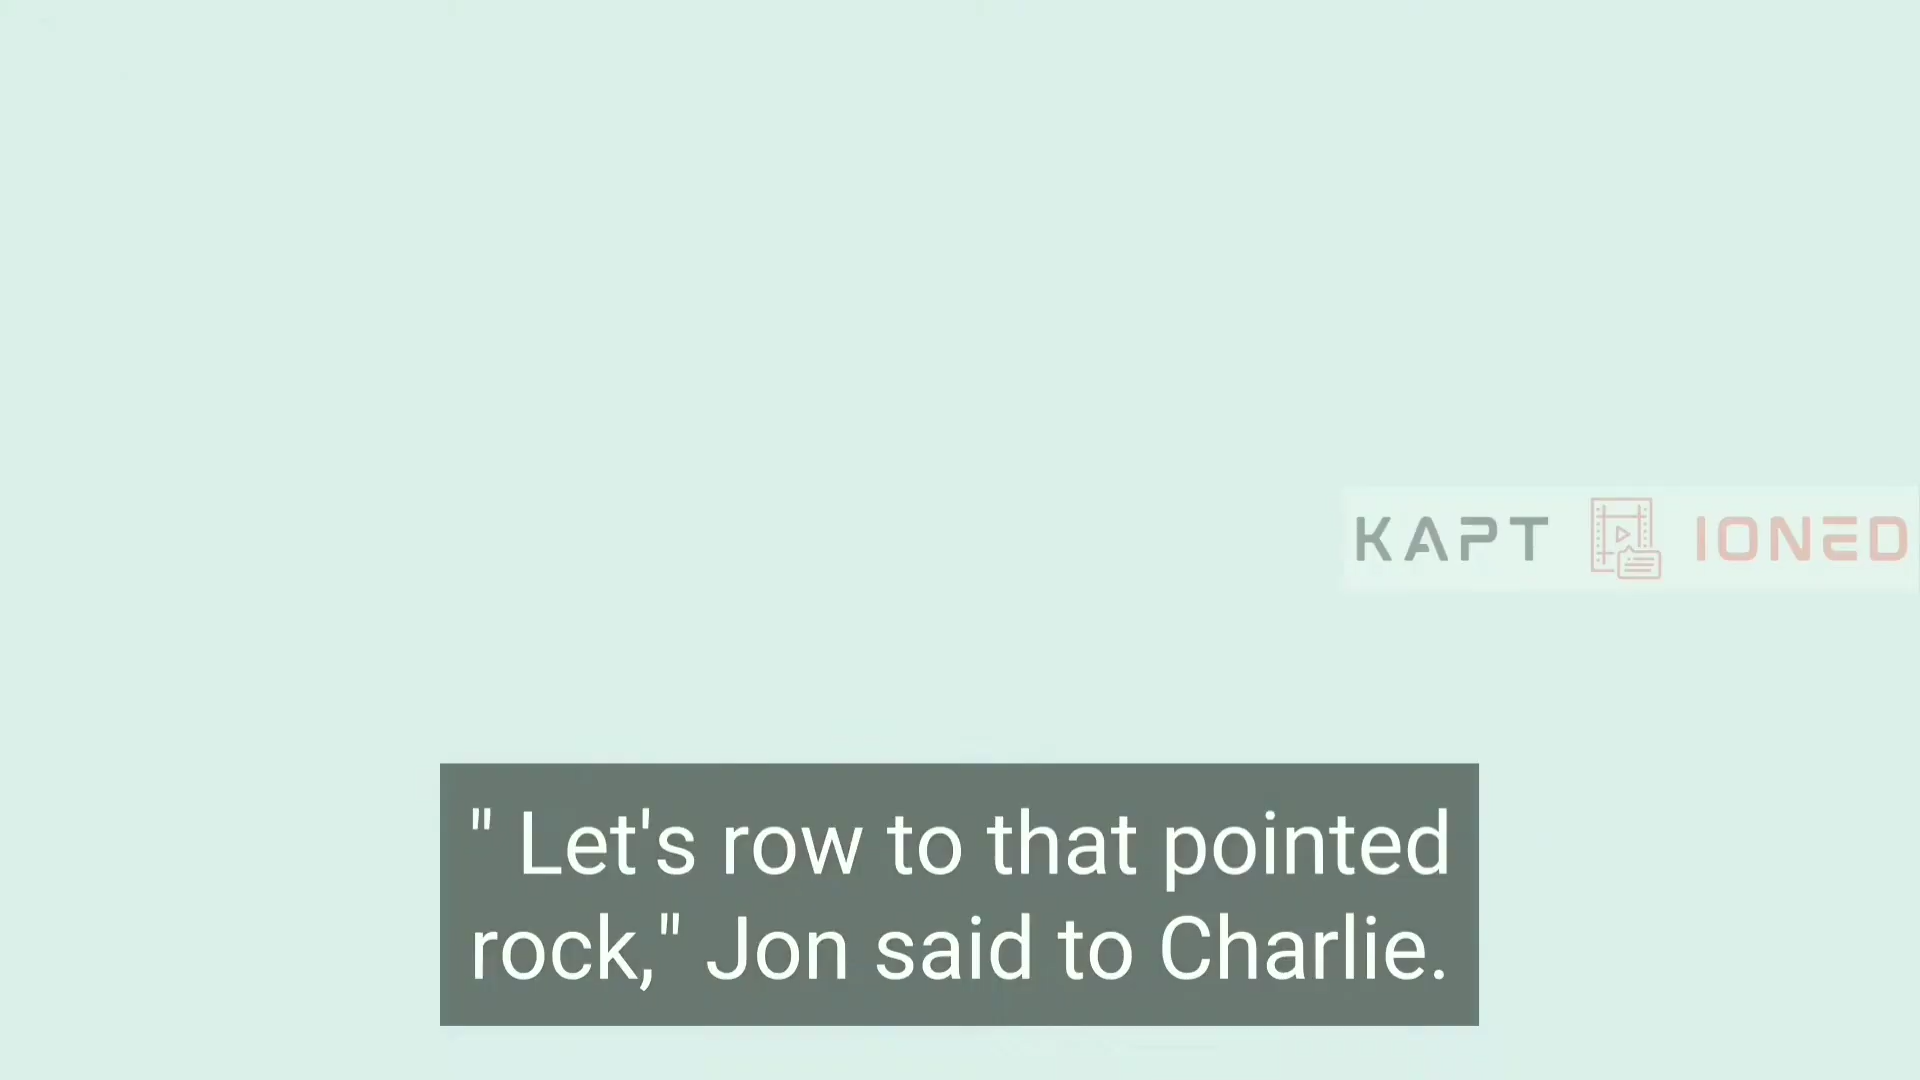 KAPT IONED
" Let's row to that pointed
rock," Jon said to Charlie.